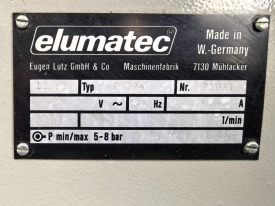 elumatec
Made in
W.-Germany
Eugen Lutz GmbH & Co Maschinenfabrik 7130 Mühlacker
Typ Nr.
V ~ Hz A
1/min
P min/max 5-8 bar